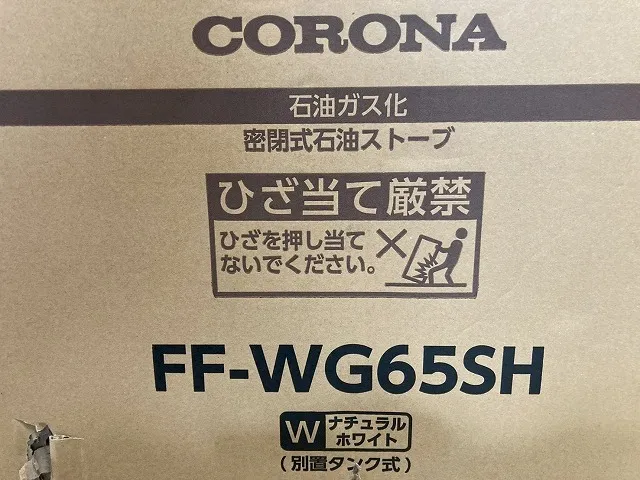 CORONA
石油ガス化
密閉式石油ストーブ
ひざ当て厳禁
ひざを押し当て
ないでください。
FF-WG65SH
W ナチュラル
ホワイト
(別置タンク式)